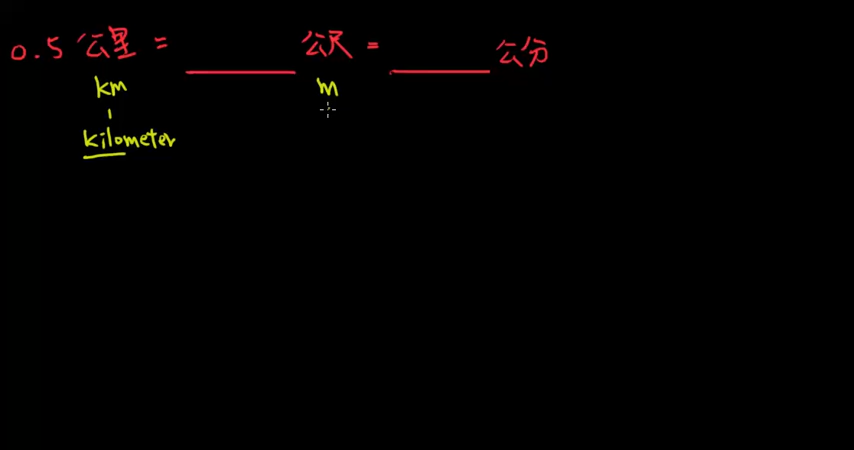 0.5 公里 = ______ 公尺 = ______ 公分
km m
kilometer